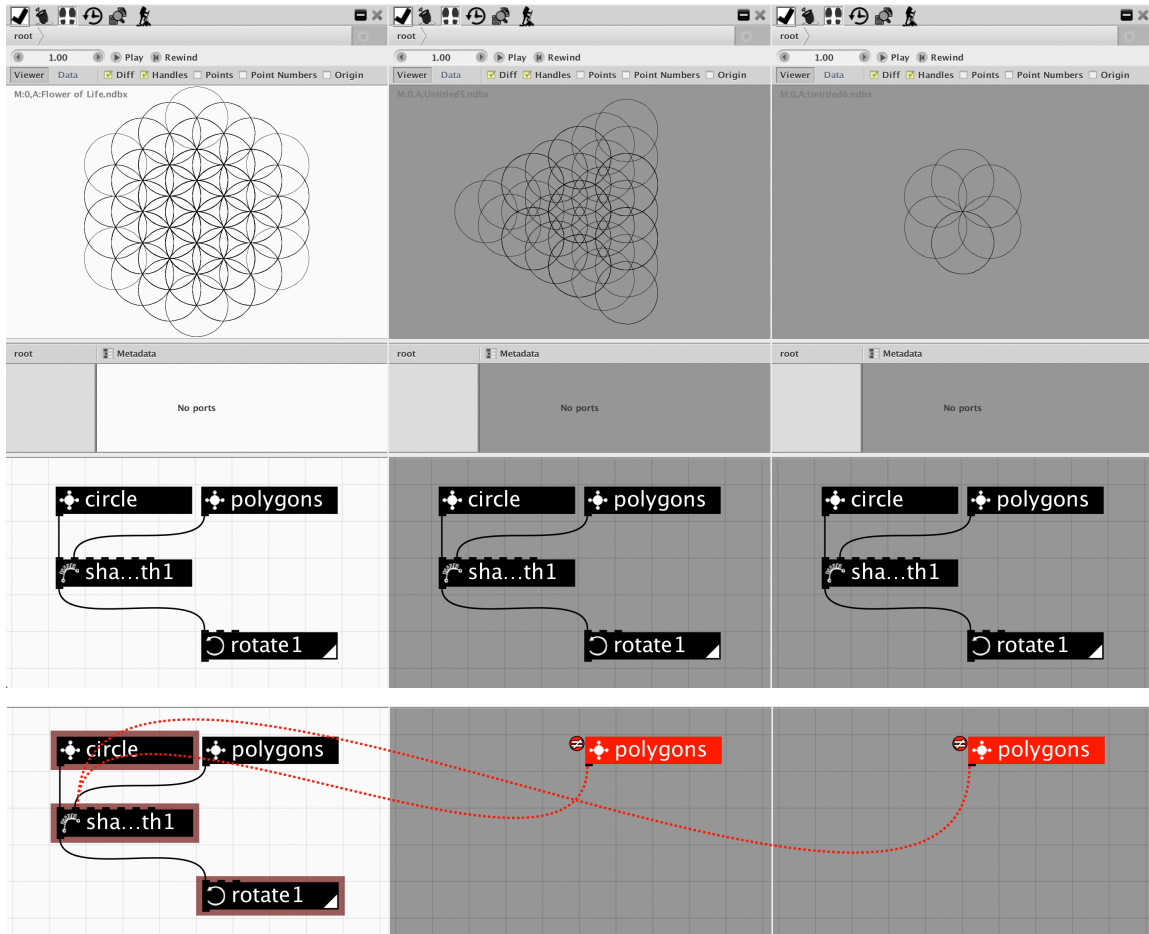 root
1.00 Play Rewind
Viewer Data Diff Handles Points Point Numbers Origin
M:0,A:Flower of Life.ndbx
root Metadata
No ports
circle polygons
sha...th1
rotate1
root
1.00 Play Rewind
Viewer Data Diff Handles Points Point Numbers Origin
M:0,A:Untitled5.ndbx
root Metadata
No ports
circle polygons
sha...th1
rotate1
root
1.00 Play Rewind
Viewer Data Diff Handles Points Point Numbers Origin
M:0,A:Untitled6.ndbx
root Metadata
No ports
circle polygons
sha...th1
rotate1
circle polygons
sha...th1
rotate1
polygons
polygons